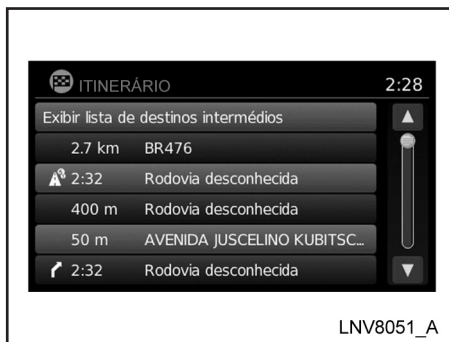 ITINERÁRIO 2:28
Exibir lista de destinos intermédios
2.7 km BR476
2:32 Rodovia desconhecida
400 m Rodovia desconhecida
50 m AVENIDA JUSCELINO KUBITSC...
2:32 Rodovia desconhecida
LNV8051_A